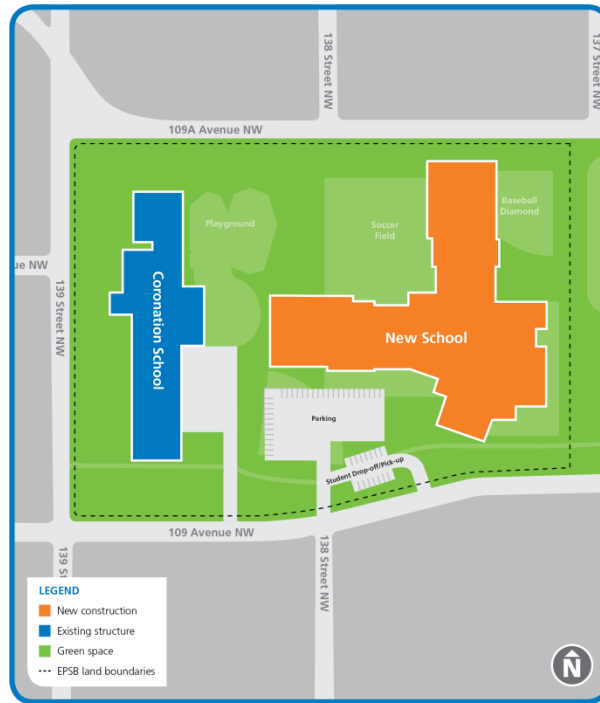 138 Street NW
137 Street NW
109A Avenue NW
Playground
Soccer
Field
Baseball
Diamond
ue NW
139 Street NW
Coronation School
New School
Parking
Student Drop-off/Pick-up
109 Avenue NW
139 St
138 Street NW
LEGEND
New construction
Existing structure
Green space
EPSB land boundaries
N